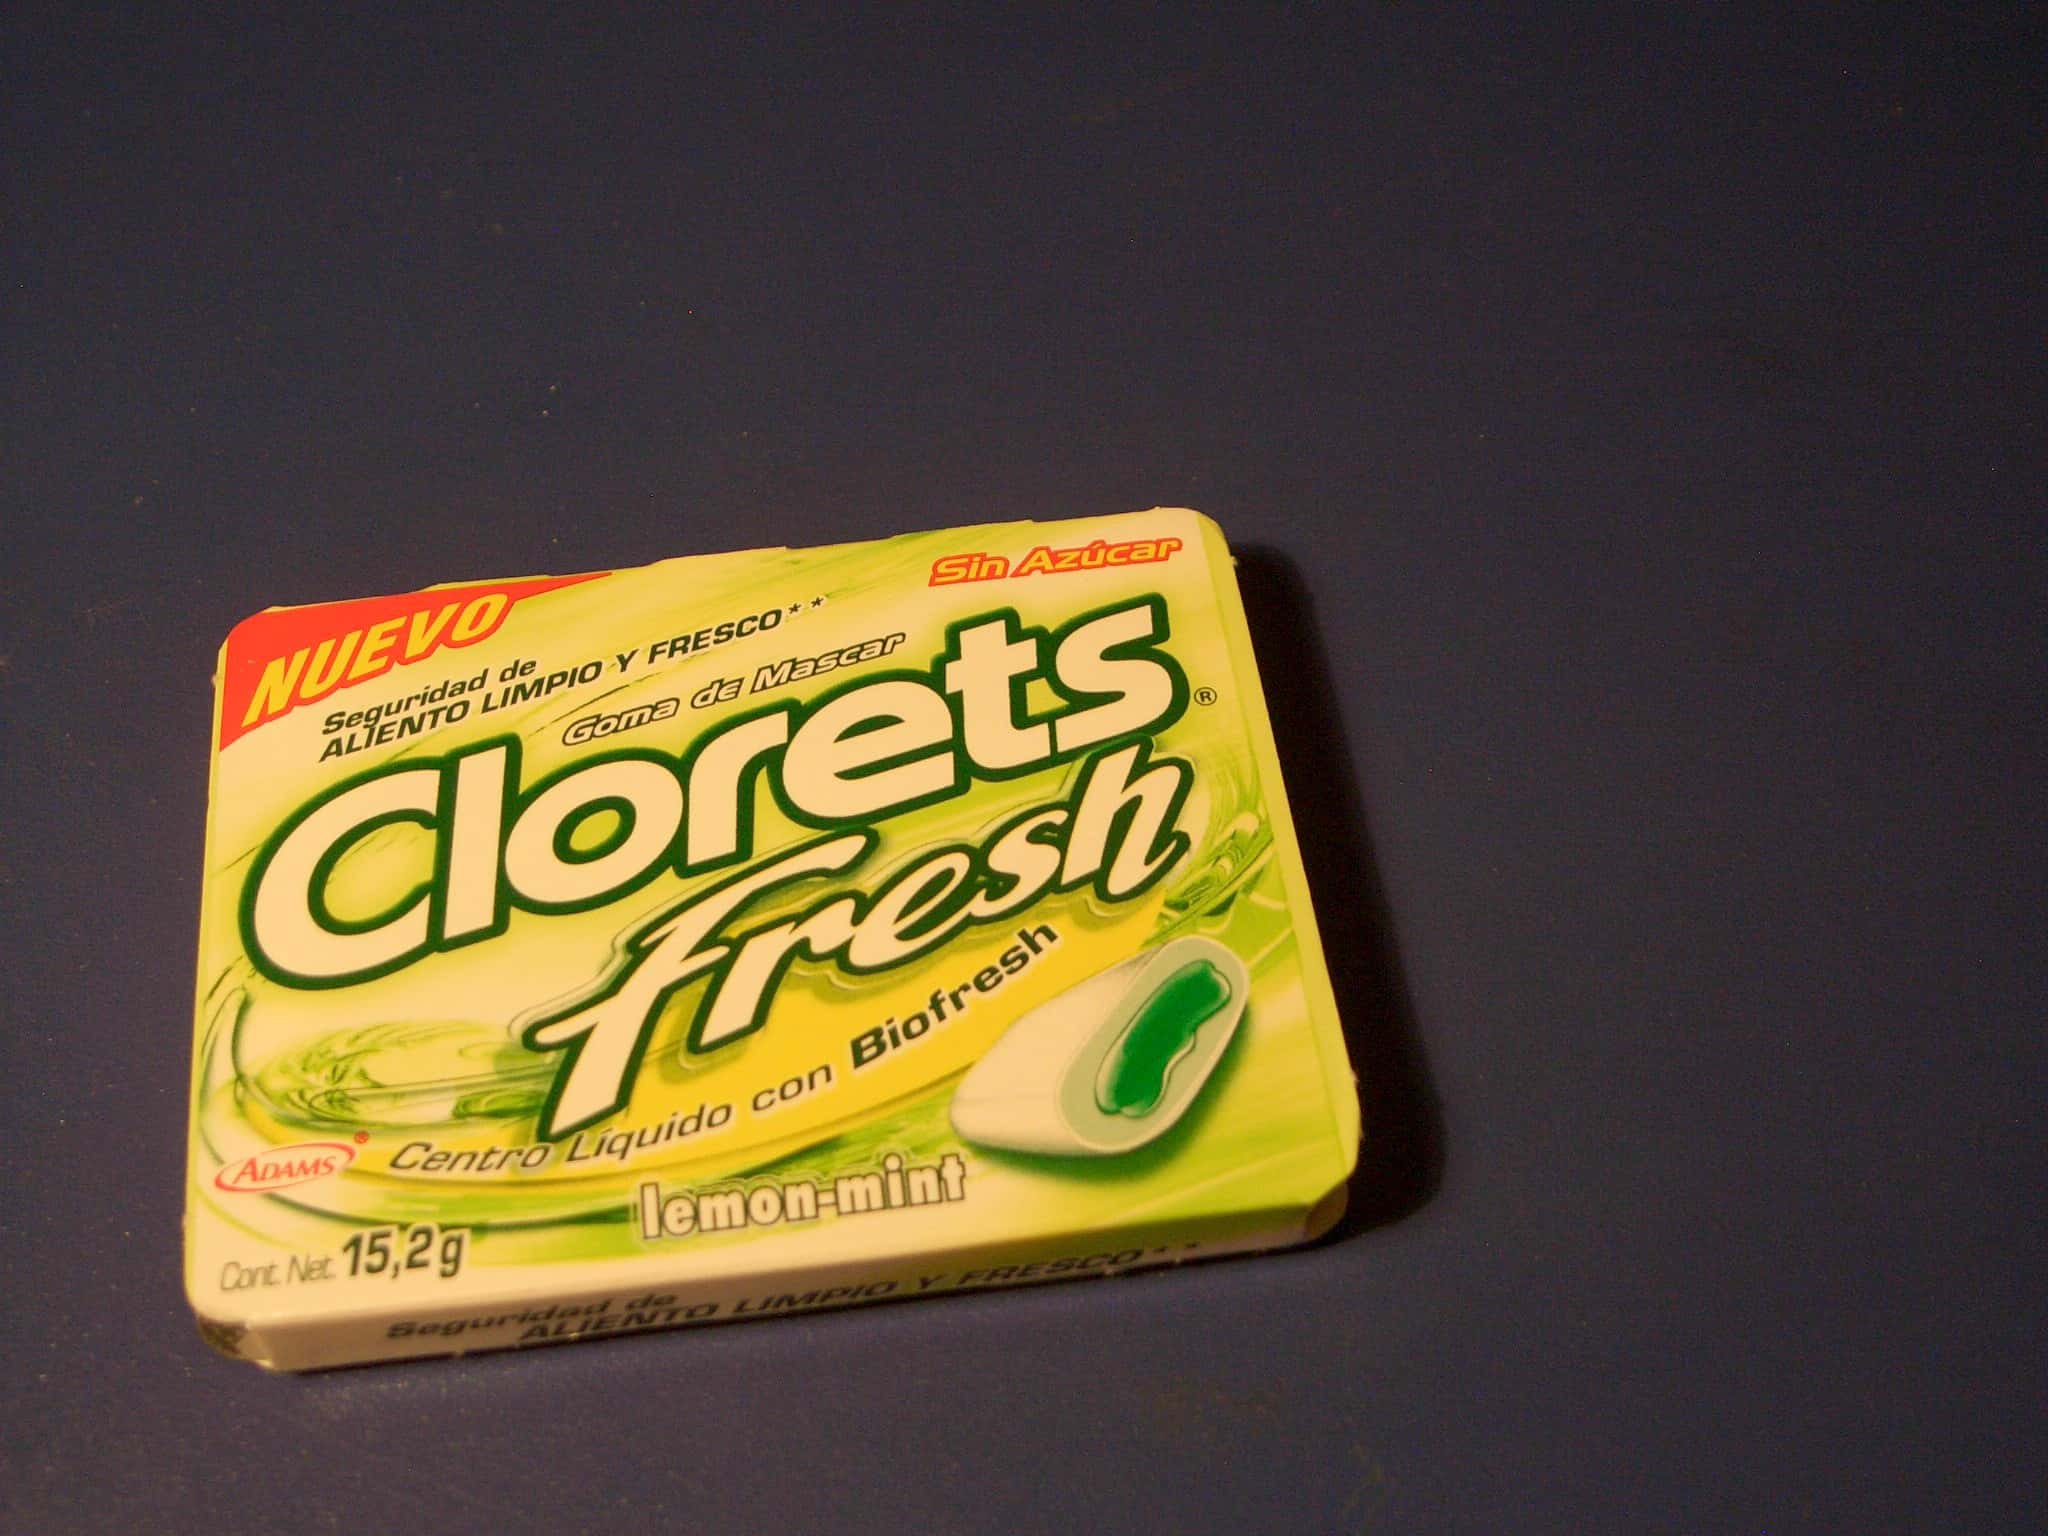 NUEVO
Sin Azúcar
Seguridad de
ALIENTO LIMPIO Y FRESCO**
Goma de Mascar
Clorets®
Fresh
Centro Líquido con Biofresh
ADAMS®
lemon-mint
Cont. Net. 15,2 g
Seguridad de
ALIENTO LIMPIO Y FRESCO**